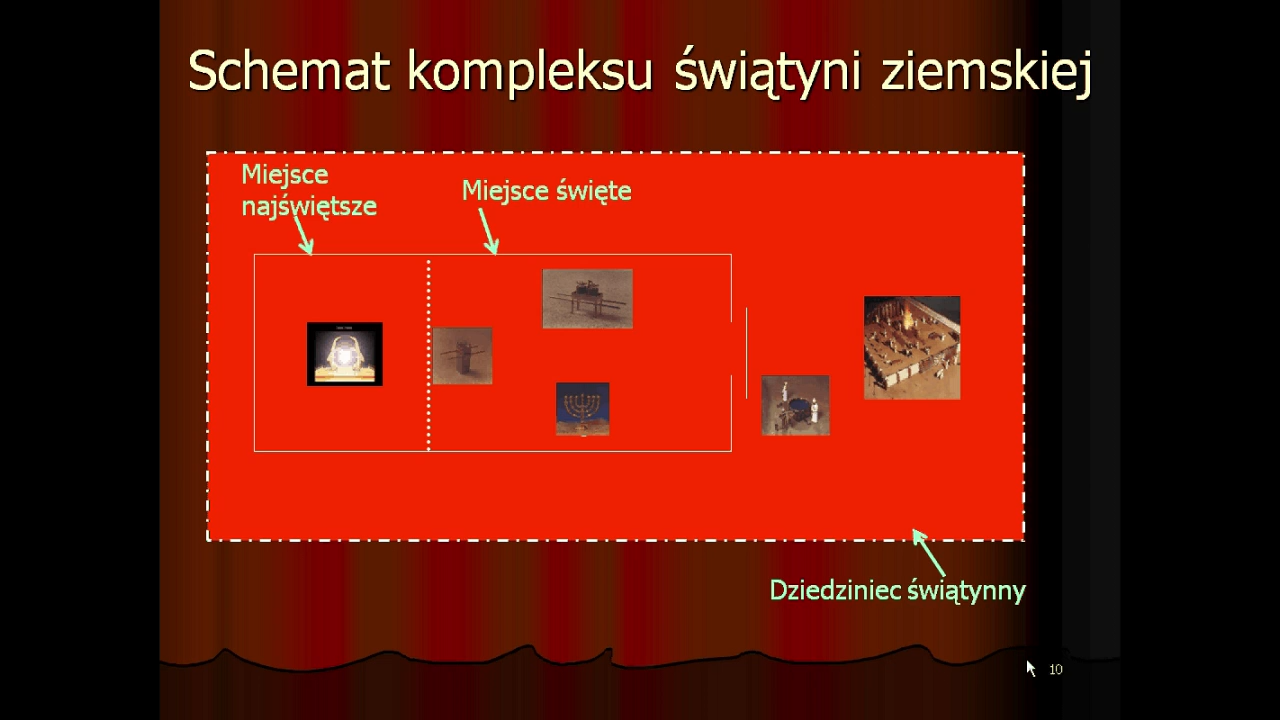 Schemat kompleksu świątyni ziemskiej
Miejsce
najświętsze
Miejsce święte
Dziedziniec świątynny
10